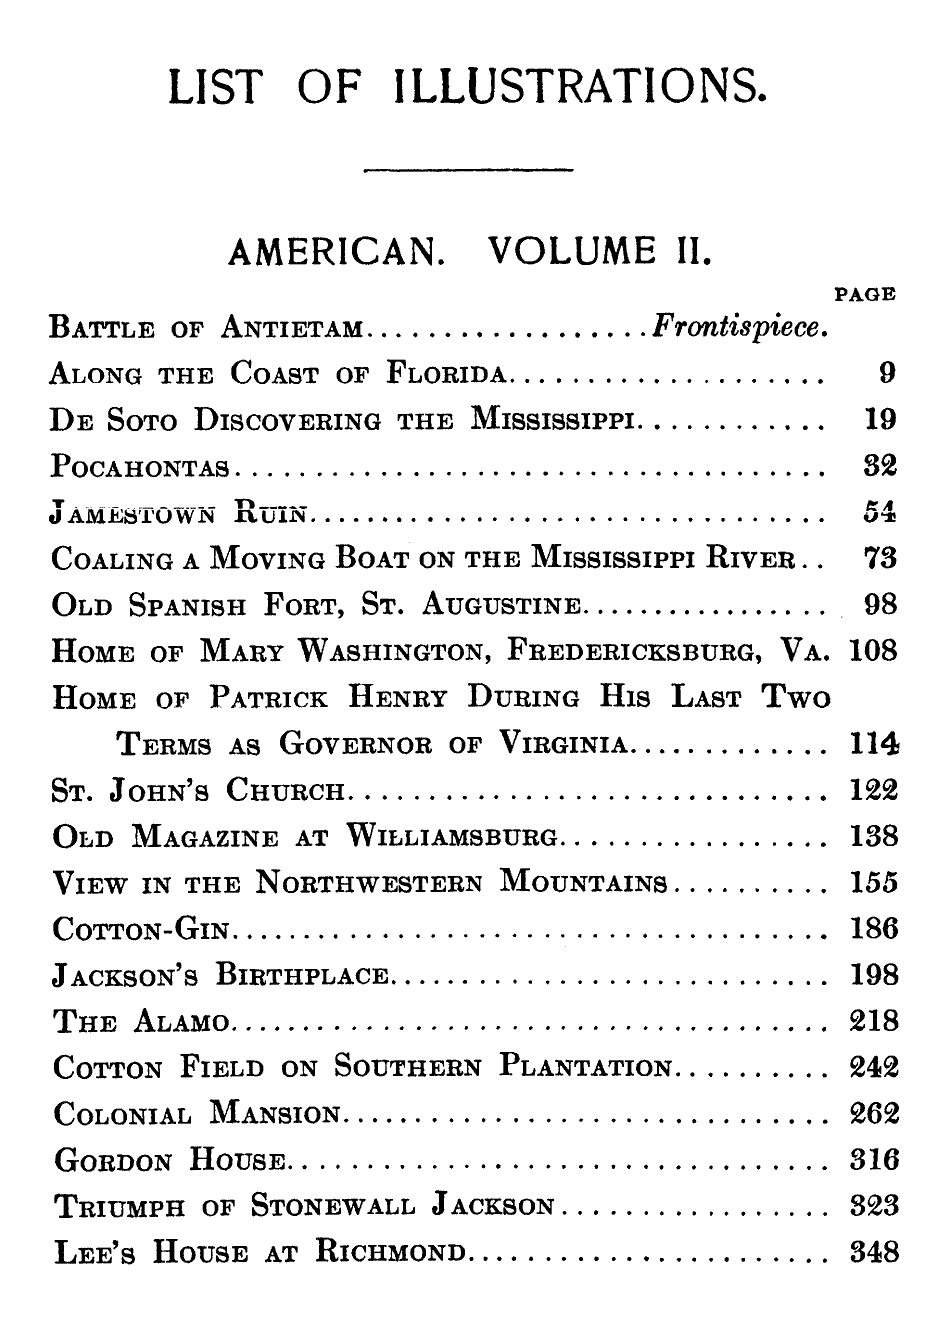 LIST OF ILLUSTRATIONS.
AMERICAN. VOLUME II.
PAGE
BATTLE OF ANTIETAM..................Frontispiece.
ALONG THE COAST OF FLORIDA.................... 9
DE SOTO DISCOVERING THE MISSISSIPPI............ 19
POCAHONTAS..................................... 32
JAMESTOWN RUIN................................. 54
COALING A MOVING BOAT ON THE MISSISSIPPI RIVER.. 73
OLD SPANISH FORT, ST. AUGUSTINE................ 98
HOME OF MARY WASHINGTON, FREDERICKSBURG, VA. 108
HOME OF PATRICK HENRY DURING HIS LAST TWO
TERMS AS GOVERNOR OF VIRGINIA............. 114
ST. JOHN'S CHURCH.............................. 122
OLD MAGAZINE AT WILLIAMSBURG................. 138
VIEW IN THE NORTHWESTERN MOUNTAINS.......... 155
COTTON-GIN...................................... 186
JACKSON'S BIRTHPLACE............................ 198
THE ALAMO...................................... 218
COTTON FIELD ON SOUTHERN PLANTATION.......... 242
COLONIAL MANSION............................... 262
GORDON HOUSE.................................. 316
TRIUMPH OF STONEWALL JACKSON................. 323
LEE'S HOUSE AT RICHMOND....................... 348